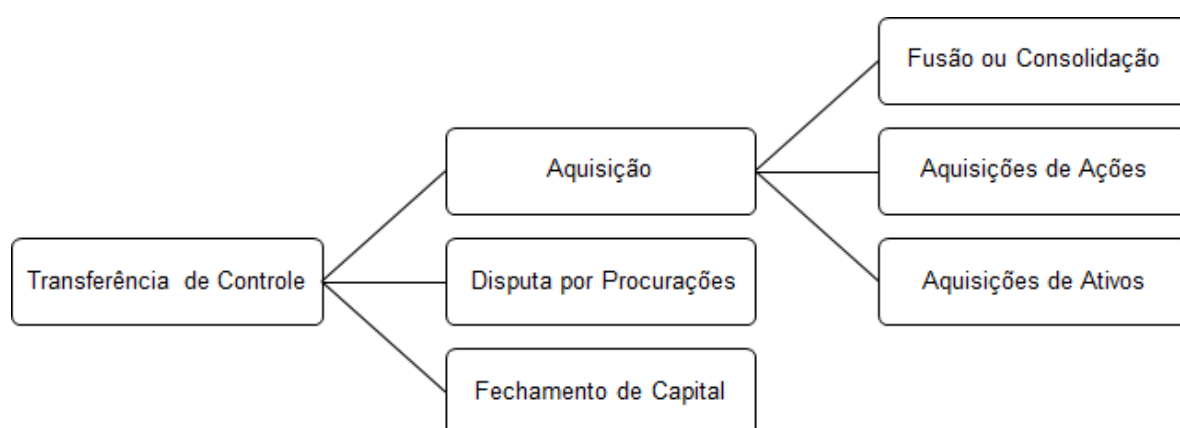 Fusão ou Consolidação
Aquisição
Aquisições de Ações
Transferência de Controle
Disputa por Procurações
Aquisições de Ativos
Fechamento de Capital